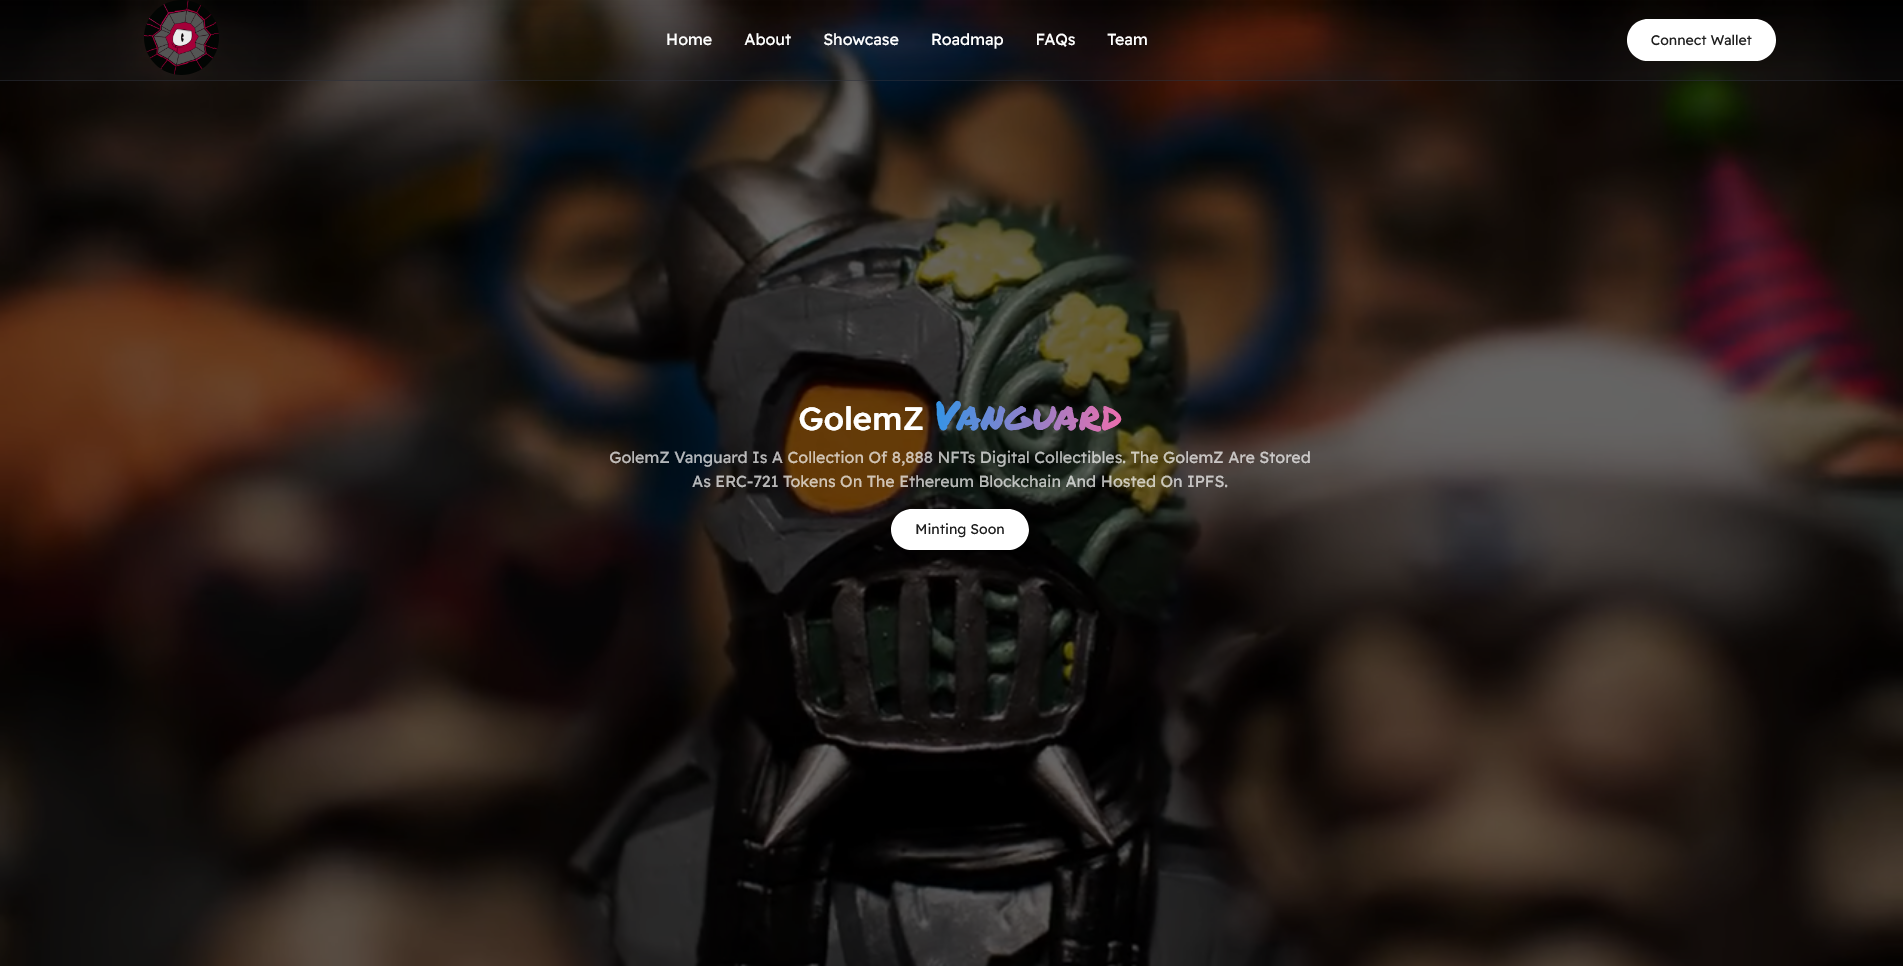 Home About Showcase Roadmap FAQs Team Connect Wallet
GolemZ Vanguard
GolemZ Vanguard Is A Collection Of 8,888 NFTs Digital Collectibles. The GolemZ Are Stored
As ERC-721 Tokens On The Ethereum Blockchain And Hosted On IPFS.
Minting Soon